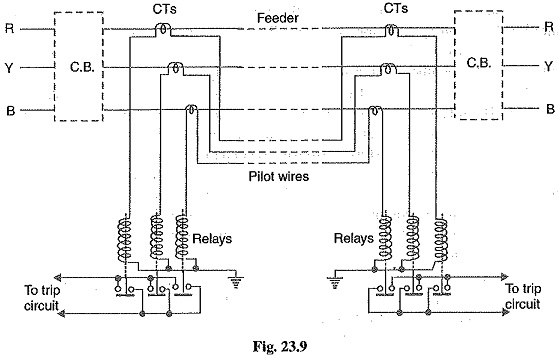 CTs
Feeder
CTs
R
R
Y
C.B.
C.B.
Y
B
B
Pilot wires
Relays
Relays
To trip
circuit
To trip
circuit
Fig. 23.9